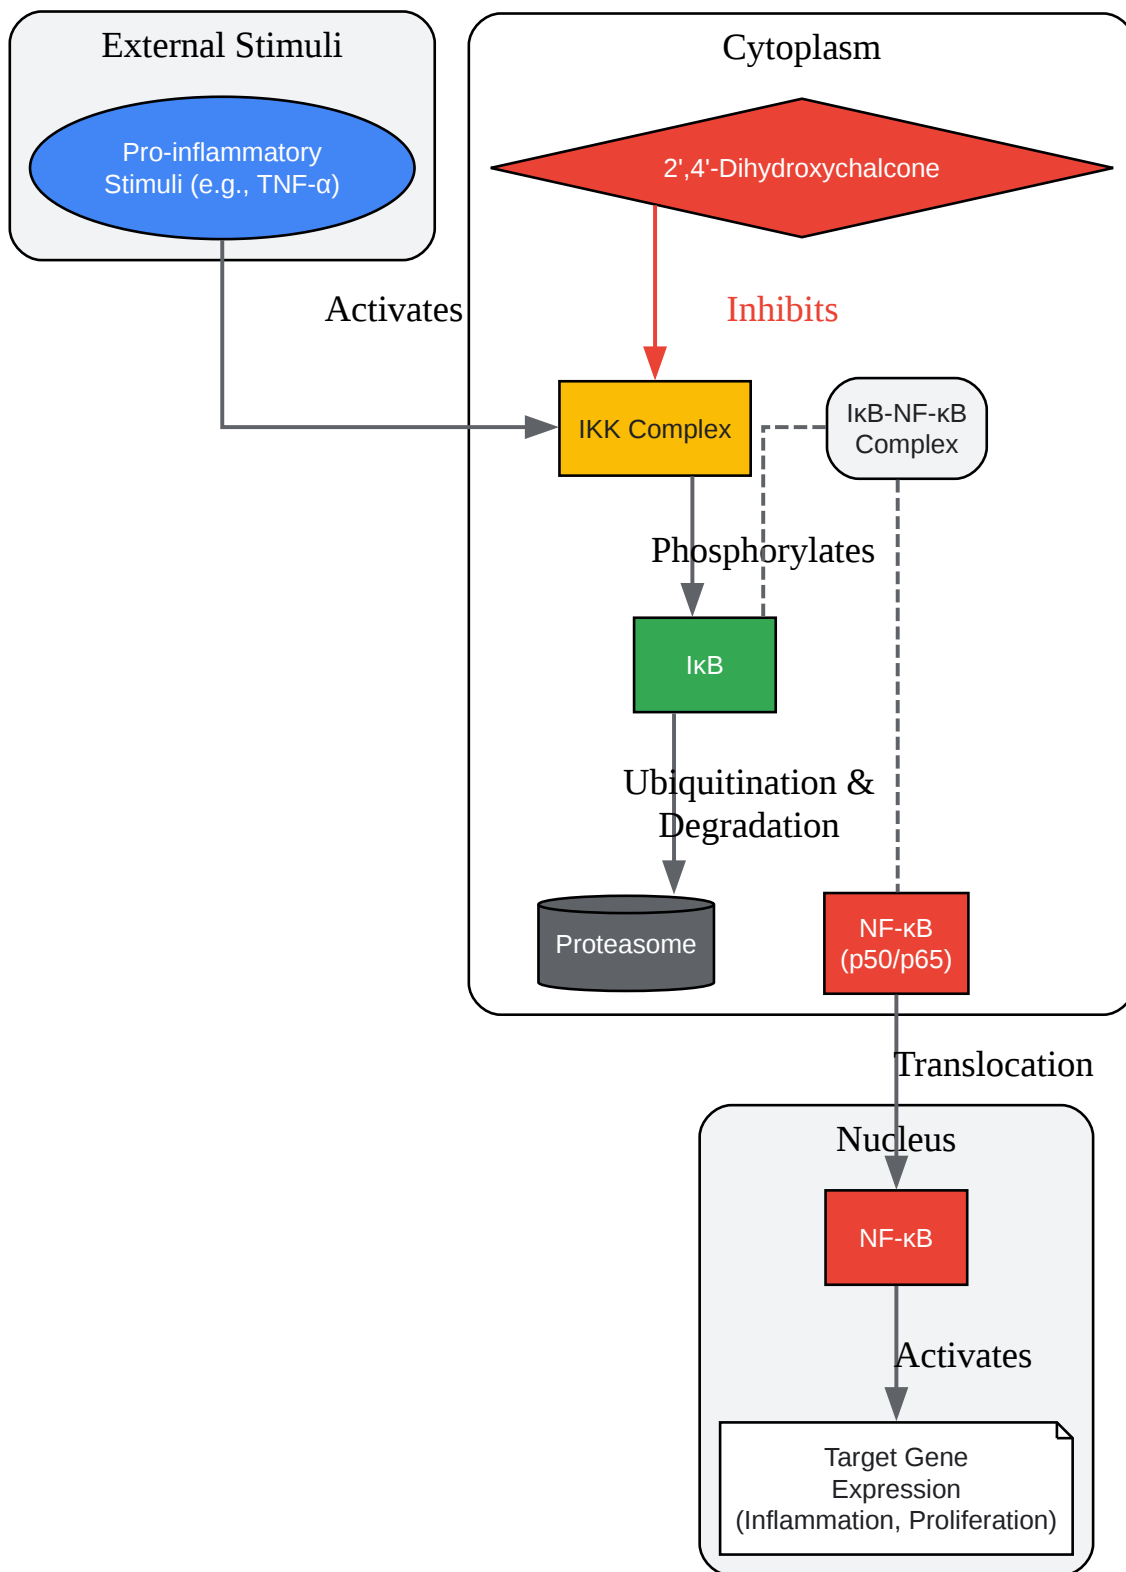 External Stimuli
Pro-inflammatory
Stimuli (e.g., TNF-α)
Cytoplasm
2',4'-Dihydroxychalcone
Activates
Inhibits
IKK Complex
IκB-NF-κB
Complex
Phosphorylates
IκB
Ubiquitination &
Degradation
Proteasome
NF-κB
(p50/p65)
Translocation
Nucleus
NF-κB
Activates
Target Gene
Expression
(Inflammation, Proliferation)